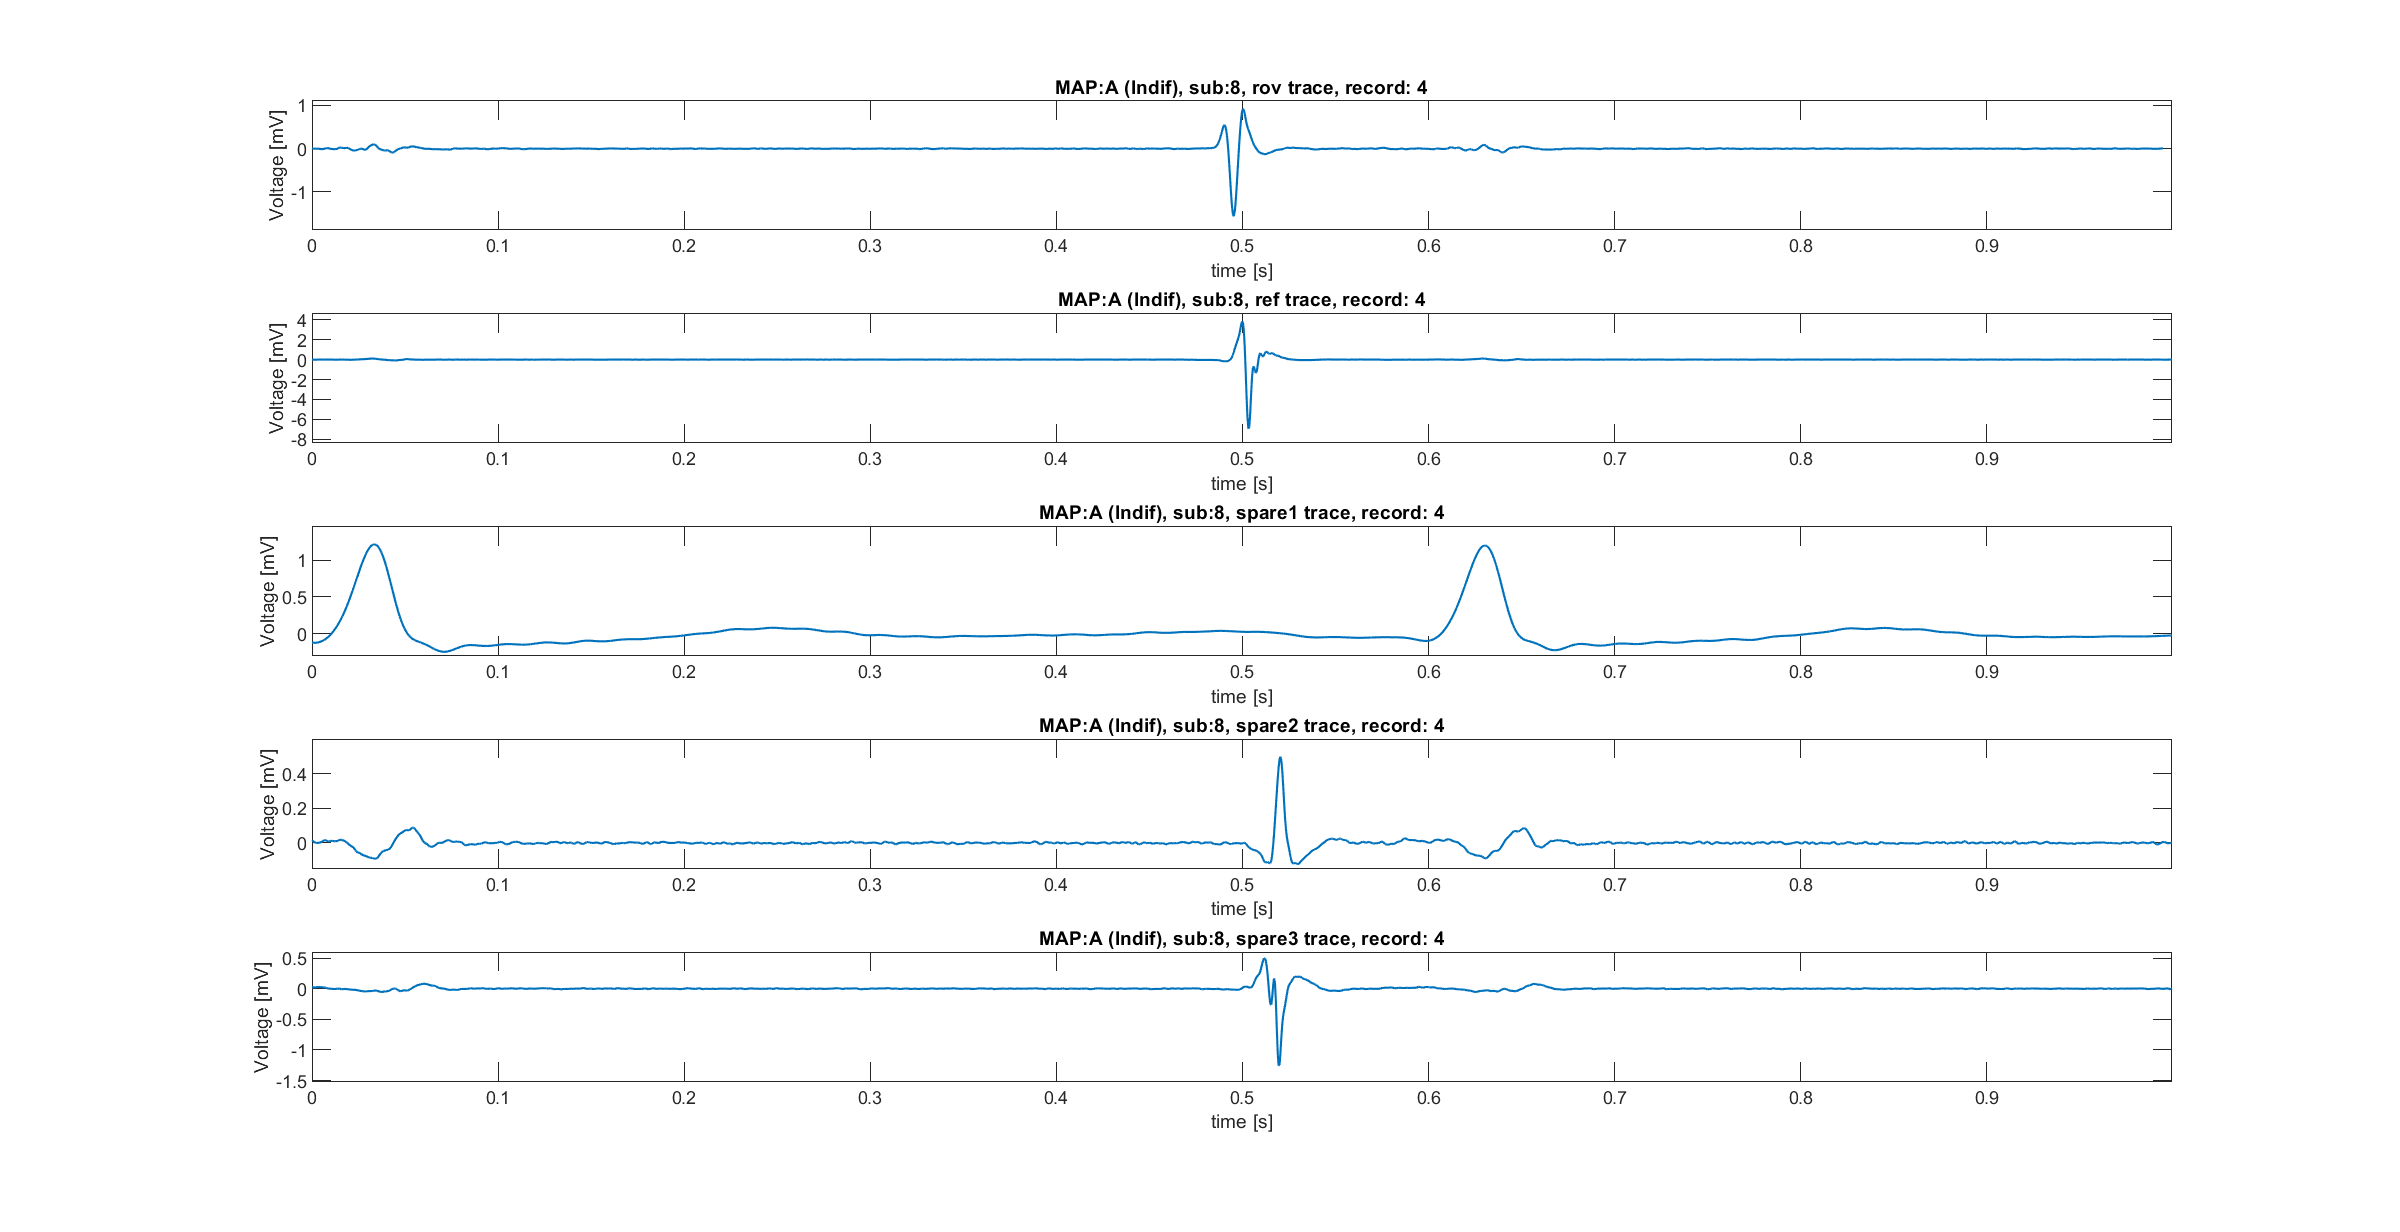 MAP:A (Indif), sub:8, rov trace, record: 4
Voltage [mV]
1
0
-1
0 0.1 0.2 0.3 0.4 0.5 0.6 0.7 0.8 0.9
time [s]
MAP:A (Indif), sub:8, ref trace, record: 4
Voltage [mV]
4
2
0
-2
-4
-6
-8
0 0.1 0.2 0.3 0.4 0.5 0.6 0.7 0.8 0.9
time [s]
MAP:A (Indif), sub:8, spare1 trace, record: 4
Voltage [mV]
1
0.5
0
0 0.1 0.2 0.3 0.4 0.5 0.6 0.7 0.8 0.9
time [s]
MAP:A (Indif), sub:8, spare2 trace, record: 4
Voltage [mV]
0.4
0.2
0
0 0.1 0.2 0.3 0.4 0.5 0.6 0.7 0.8 0.9
time [s]
MAP:A (Indif), sub:8, spare3 trace, record: 4
Voltage [mV]
0.5
0
-0.5
-1
-1.5
0 0.1 0.2 0.3 0.4 0.5 0.6 0.7 0.8 0.9
time [s]